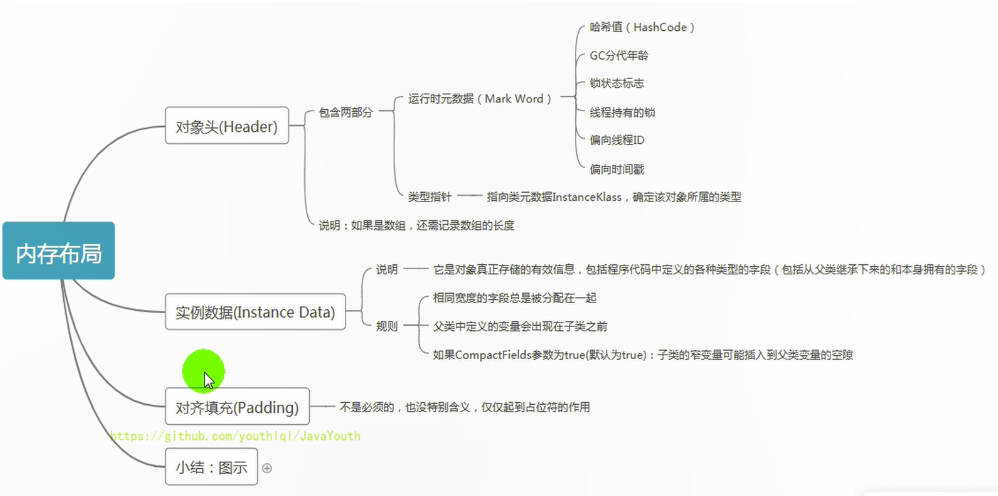 内存布局
对象头(Header)
包含两部分
运行时元数据（Mark Word）
哈希值（HashCode）
GC分代年龄
锁状态标志
线程持有的锁
偏向线程ID
偏向时间戳
类型指针
指向类元数据InstanceKlass，确定该对象所属的类型
说明：如果是数组，还需记录数组的长度
实例数据(Instance Data)
说明
它是对象真正存储的有效信息，包括程序代码中定义的各种类型的字段（包括从父类继承下来的和本身拥有的字段）
规则
相同宽度的字段总是被分配在一起
父类中定义的变量会出现在子类之前
如果CompactFields参数为true(默认为true)：子类的窄变量可能插入到父类变量的空隙
对齐填充(Padding)
不是必须的，也没特别含义，仅仅起到占位符的作用
https://github.com/youthlql/JavaYouth
小结：图示